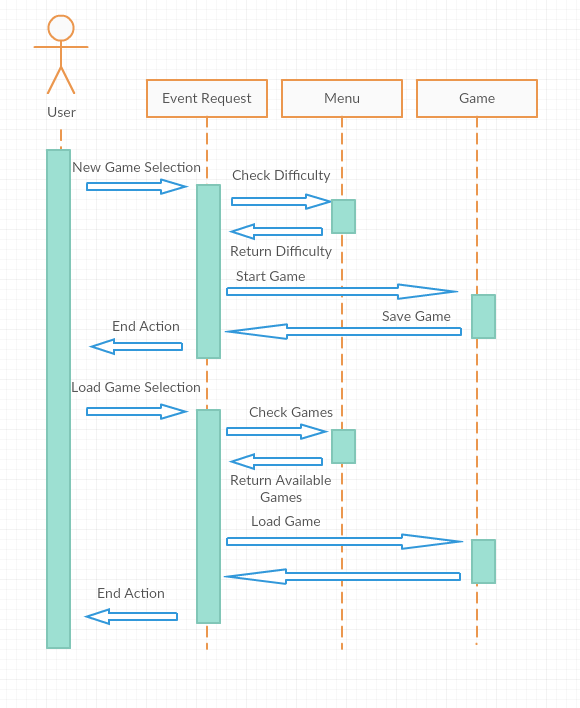 User
Event Request
Menu
Game
New Game Selection
Check Difficulty
Return Difficulty
Start Game
Save Game
End Action
Load Game Selection
Check Games
Return Available
Games
Load Game
End Action